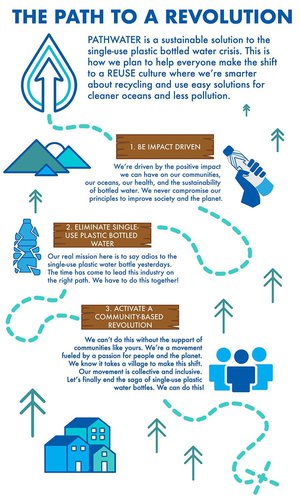 THE PATH TO A REVOLUTION
PATHWATER is a sustainable solution to the
single-use plastic bottled water crisis. This is
how we plan to help everyone make the shift
to a REUSE culture where we're smarter
about recycling and use easy solutions for
cleaner oceans and less pollution.
1. BE IMPACT DRIVEN
We're driven by the positive impact
we can have on our communities,
our oceans, our health, and the sustainability
of bottled water. We never compromise our
principles to improve society and the planet.
2. ELIMINATE SINGLE-
USE PLASTIC BOTTLED
WATER
Our real mission here is to say adios to the
single-use plastic water bottle yesterdays.
The time has come to lead this industry on
the right path. We have to do this together!
3. ACTIVATE A
COMMUNITY-BASED
REVOLUTION
We can't do this without the support of
communities like yours. We're a movement
fueled by a passion for people and the planet.
We know it takes a village to make this shift.
Our movement is collective and inclusive.
Let's finally end the saga of single-use plastic
water bottles. We can do this!